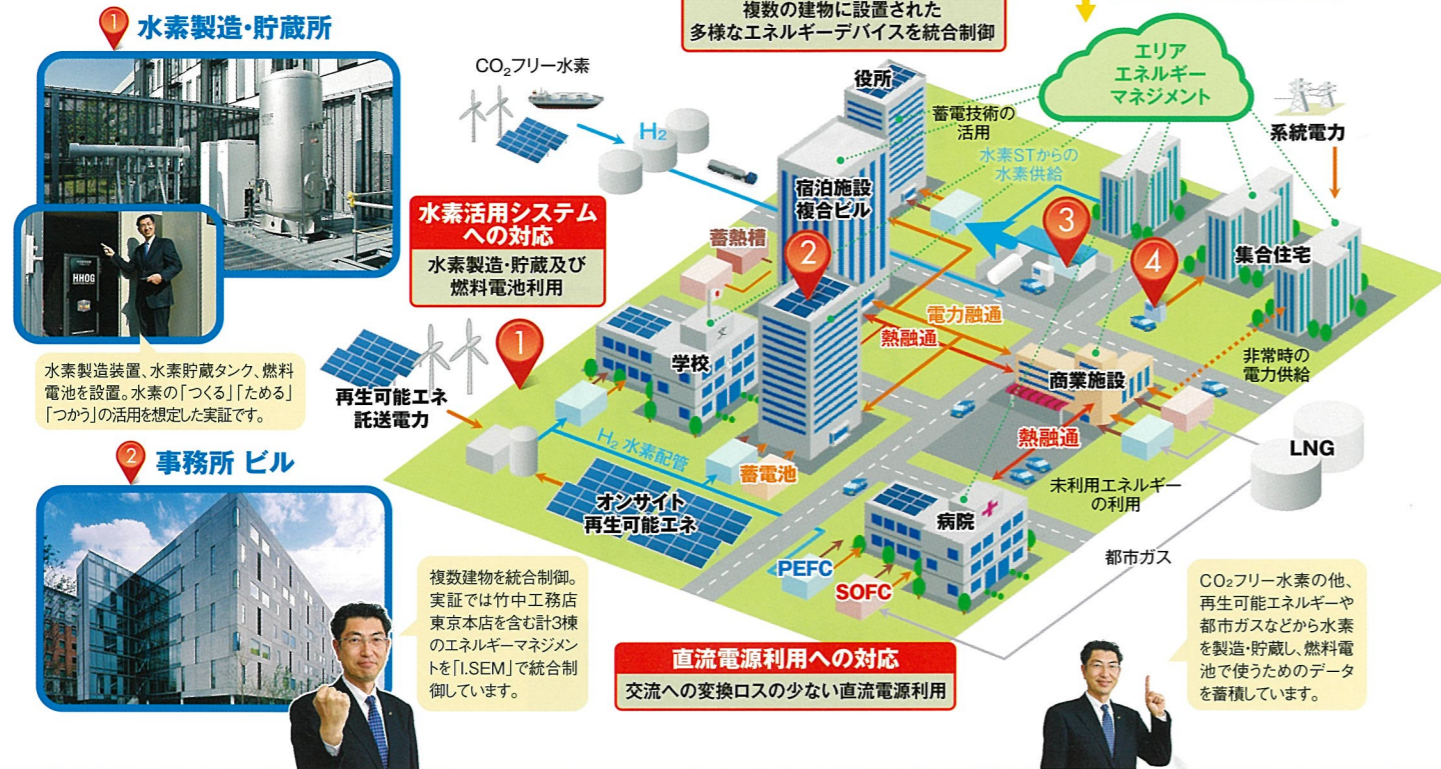 複数の建物に設置された
多様なエネルギーデバイスを統合制御
1 水素製造・貯蔵所
HHOG
水素製造装置、水素貯蔵タンク、燃料
電池を設置。水素の「つくる」「ためる」
「つかう」の活用を想定した実証です。
2 事務所 ビル
複数建物を統合制御。
実証では竹中工務店
東京本店を含む計3棟
のエネルギーマネジメン
トを「I.SEM」で統合制
御しています。
CO₂フリー水素
H₂
水素活用システム
への対応
水素製造・貯蔵及び
燃料電池利用
役所
蓄電技術の
活用
エリア
エネルギー
マネジメント
系統電力
水素STからの
水素供給
宿泊施設
複合ビル
蓄熱槽
1
2
3
4
集合住宅
電力融通
熱融通
学校
商業施設
非常時の
電力供給
再生可能エネ
託送電力
H₂ 水素配管
蓄電池
オンサイト
再生可能エネ
熱融通
未利用エネルギー
の利用
LNG
病院
都市ガス
PEFC
SOFC
直流電源利用への対応
交流への変換ロスの少ない直流電源利用
CO₂フリー水素の他、
再生可能エネルギーや
都市ガスなどから水素
を製造・貯蔵し、燃料電
池で使うためのデータ
を蓄積しています。